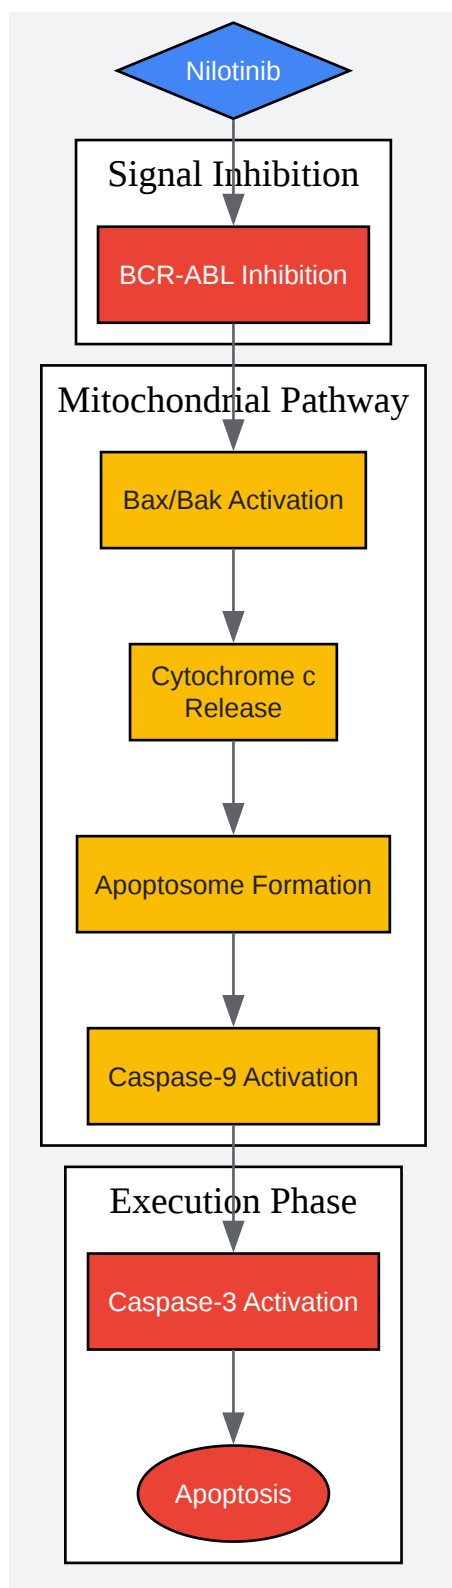 Nilotinib
Signal Inhibition
BCR-ABL Inhibition
Mitochondrial Pathway
Bax/Bak Activation
Cytochrome c
Release
Apoptosome Formation
Caspase-9 Activation
Execution Phase
Caspase-3 Activation
Apoptosis